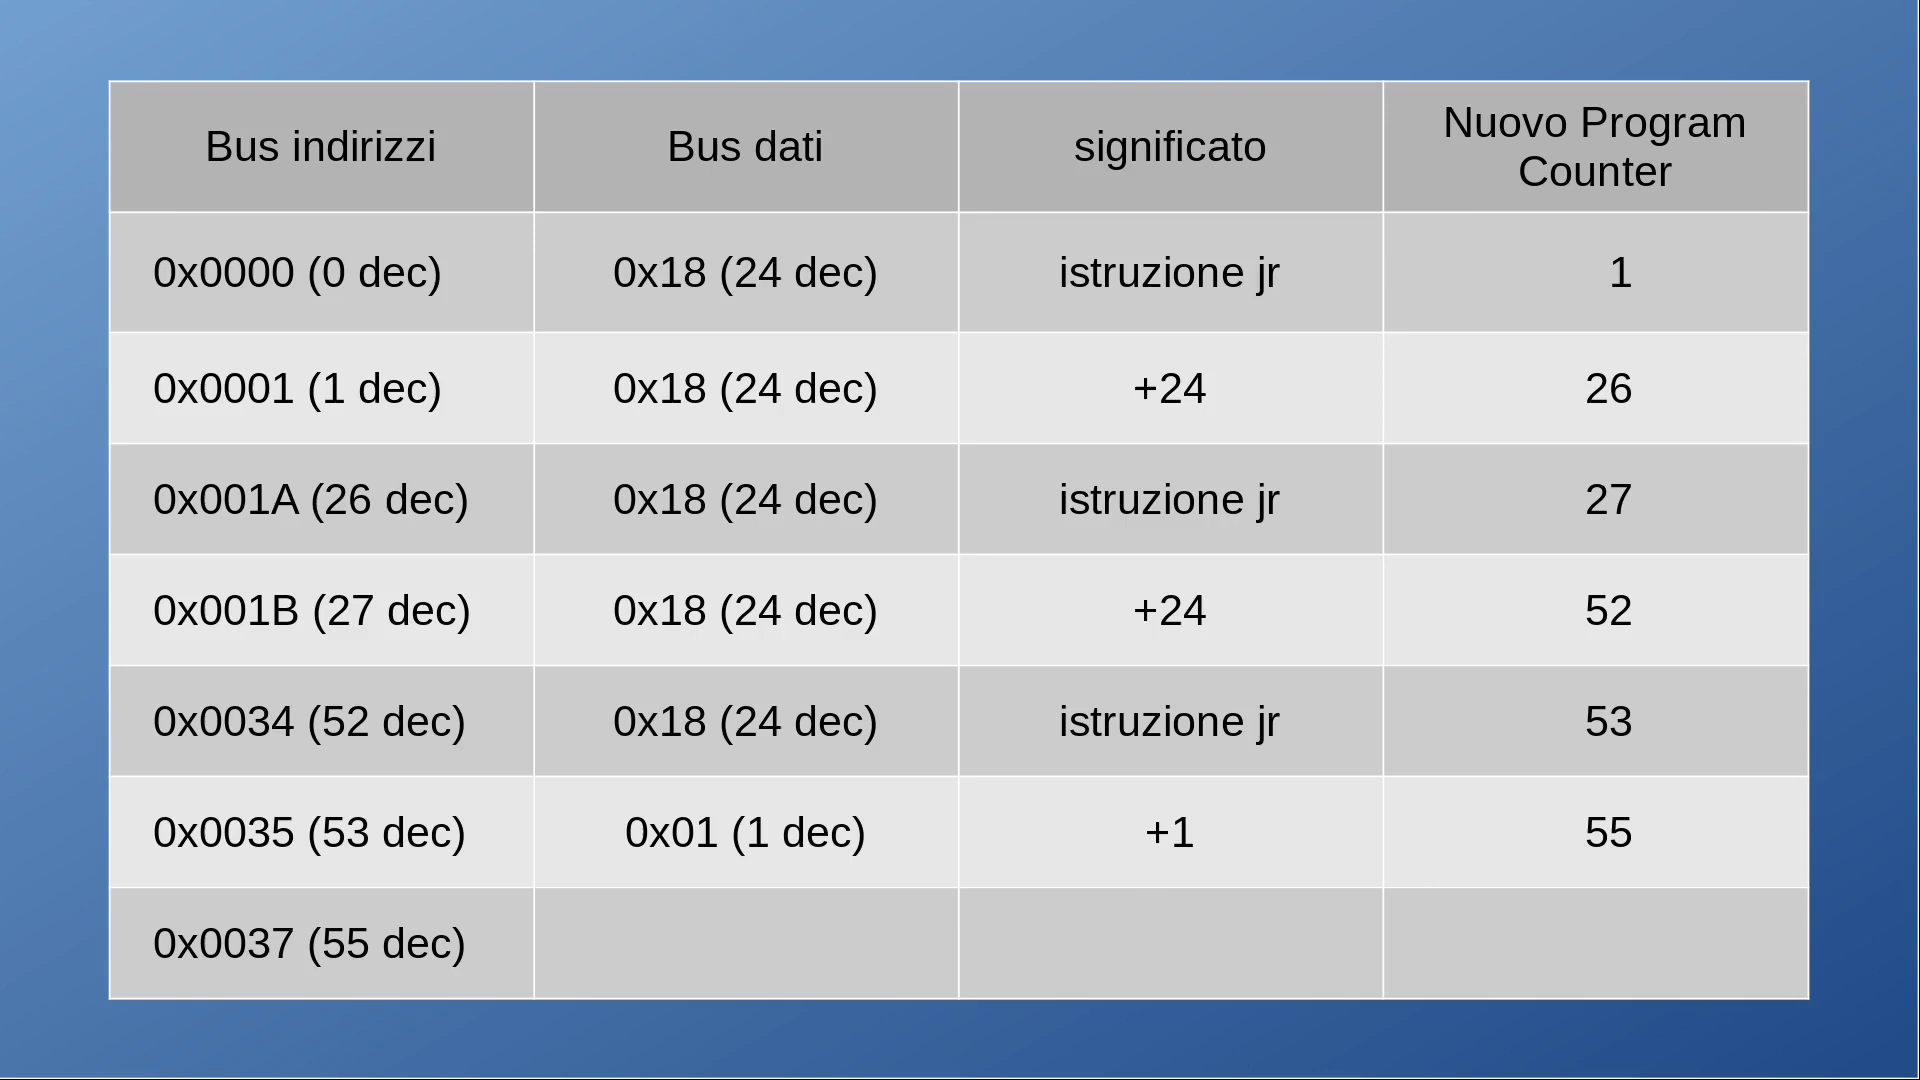 Bus indirizzi Bus dati significato Nuovo Program Counter
0x0000 (0 dec) 0x18 (24 dec) istruzione jr 1
0x0001 (1 dec) 0x18 (24 dec) +24 26
0x001A (26 dec) 0x18 (24 dec) istruzione jr 27
0x001B (27 dec) 0x18 (24 dec) +24 52
0x0034 (52 dec) 0x18 (24 dec) istruzione jr 53
0x0035 (53 dec) 0x01 (1 dec) +1 55
0x0037 (55 dec)